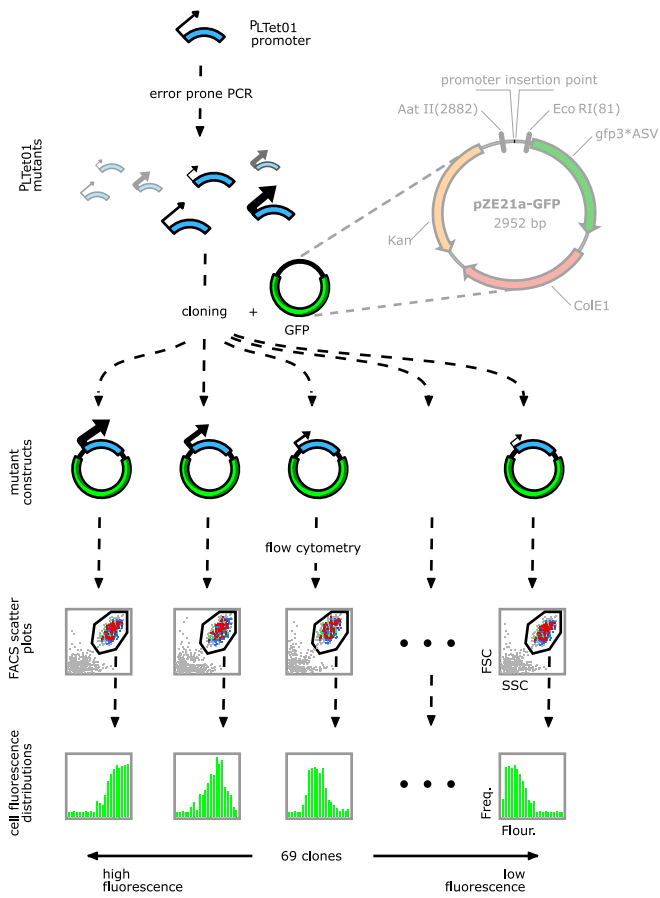 PLTet01
promoter
error prone PCR
promoter insertion point
Aat II(2882)
Eco RI(81)
gfp3*ASV
PLTet01
mutants
pZE21a-GFP
2952 bp
Kan
ColE1
cloning
+
GFP
mutant
constructs
flow cytometry
FACS scatter
plots
FSC
SSC
cell fluorescence
distributions
Freq.
Flour.
69 clones
high
fluorescence
low
fluorescence